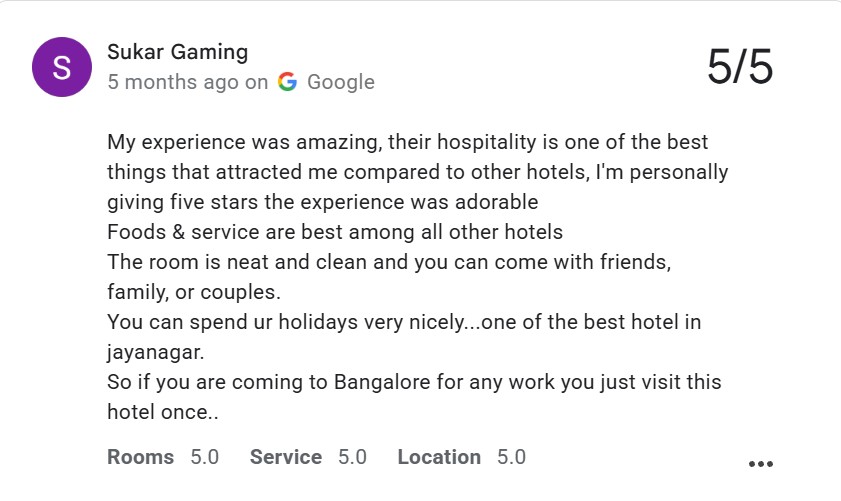 S
Sukar Gaming
5/5
5 months ago on Google
My experience was amazing, their hospitality is one of the best
things that attracted me compared to other hotels, I'm personally
giving five stars the experience was adorable
Foods & service are best among all other hotels
The room is neat and clean and you can come with friends,
family, or couples.
You can spend ur holidays very nicely...one of the best hotel in
jayanagar.
So if you are coming to Bangalore for any work you just visit this
hotel once..
Rooms 5.0 Service 5.0 Location 5.0